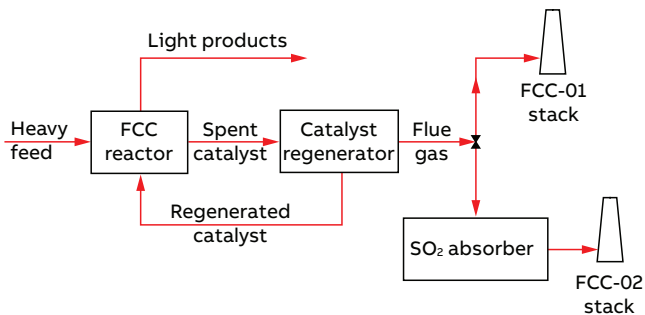 Light products
FCC-01
stack
Heavy
feed
FCC
reactor
Spent
catalyst
Catalyst
regenerator
Flue
gas
Regenerated
catalyst
SO₂ absorber
FCC-02
stack